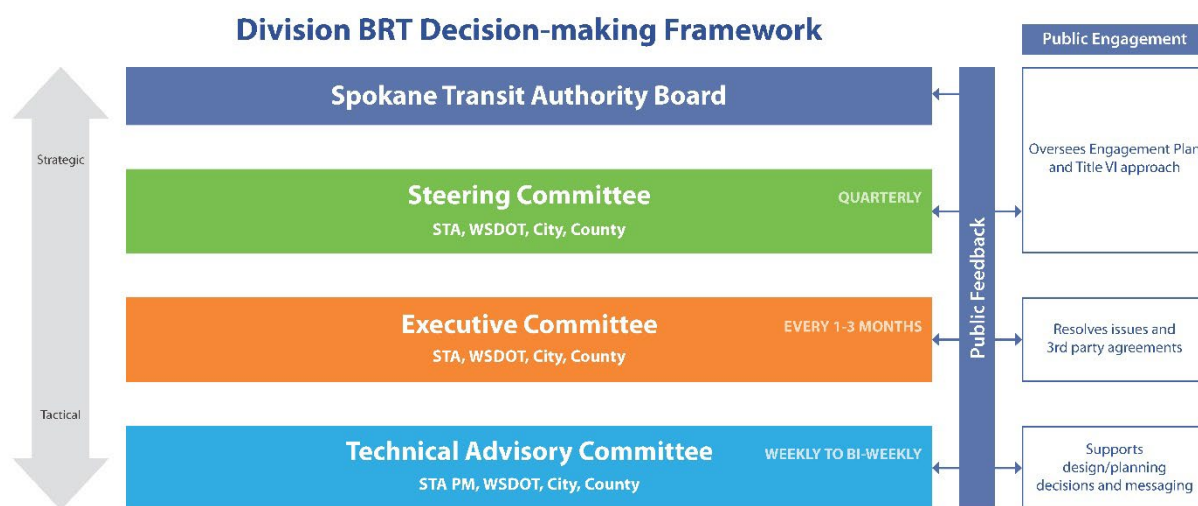 Division BRT Decision-making Framework
Public Engagement
Strategic
Tactical
Spokane Transit Authority Board
Steering Committee
QUARTERLY
STA, WSDOT, City, County
Executive Committee
EVERY 1-3 MONTHS
STA, WSDOT, City, County
Technical Advisory Committee
WEEKLY TO BI-WEEKLY
STA PM, WSDOT, City, County
Public Feedback
Oversees Engagement Plan
and Title VI approach
Resolves issues and
3rd party agreements
Supports
design/planning
decisions and messaging